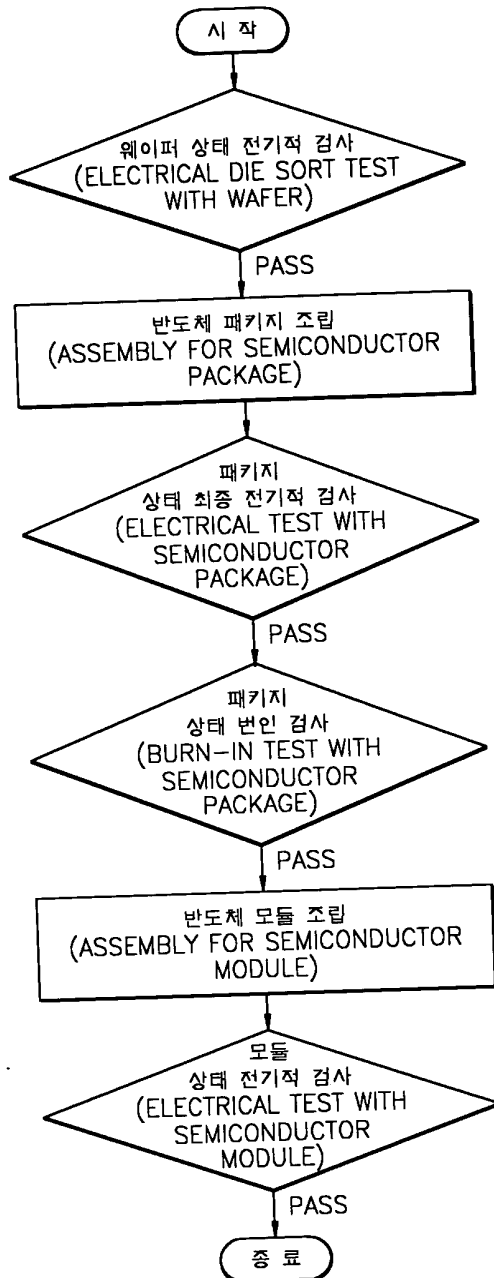 시 작
웨이퍼 상태 전기적 검사
(ELECTRICAL DIE SORT TEST
WITH WAFER)
PASS
반도체 패키지 조립
(ASSEMBLY FOR SEMICONDUCTOR
PACKAGE)
패키지
상태 최종 전기적 검사
(ELECTRICAL TEST WITH
SEMICONDUCTOR
PACKAGE)
PASS
패키지
상태 번인 검사
(BURN-IN TEST WITH
SEMICONDUCTOR
PACKAGE)
PASS
반도체 모듈 조립
(ASSEMBLY FOR SEMICONDUCTOR
MODULE)
모듈
상태 전기적 검사
(ELECTRICAL TEST WITH
SEMICONDUCTOR
MODULE)
PASS
종 료